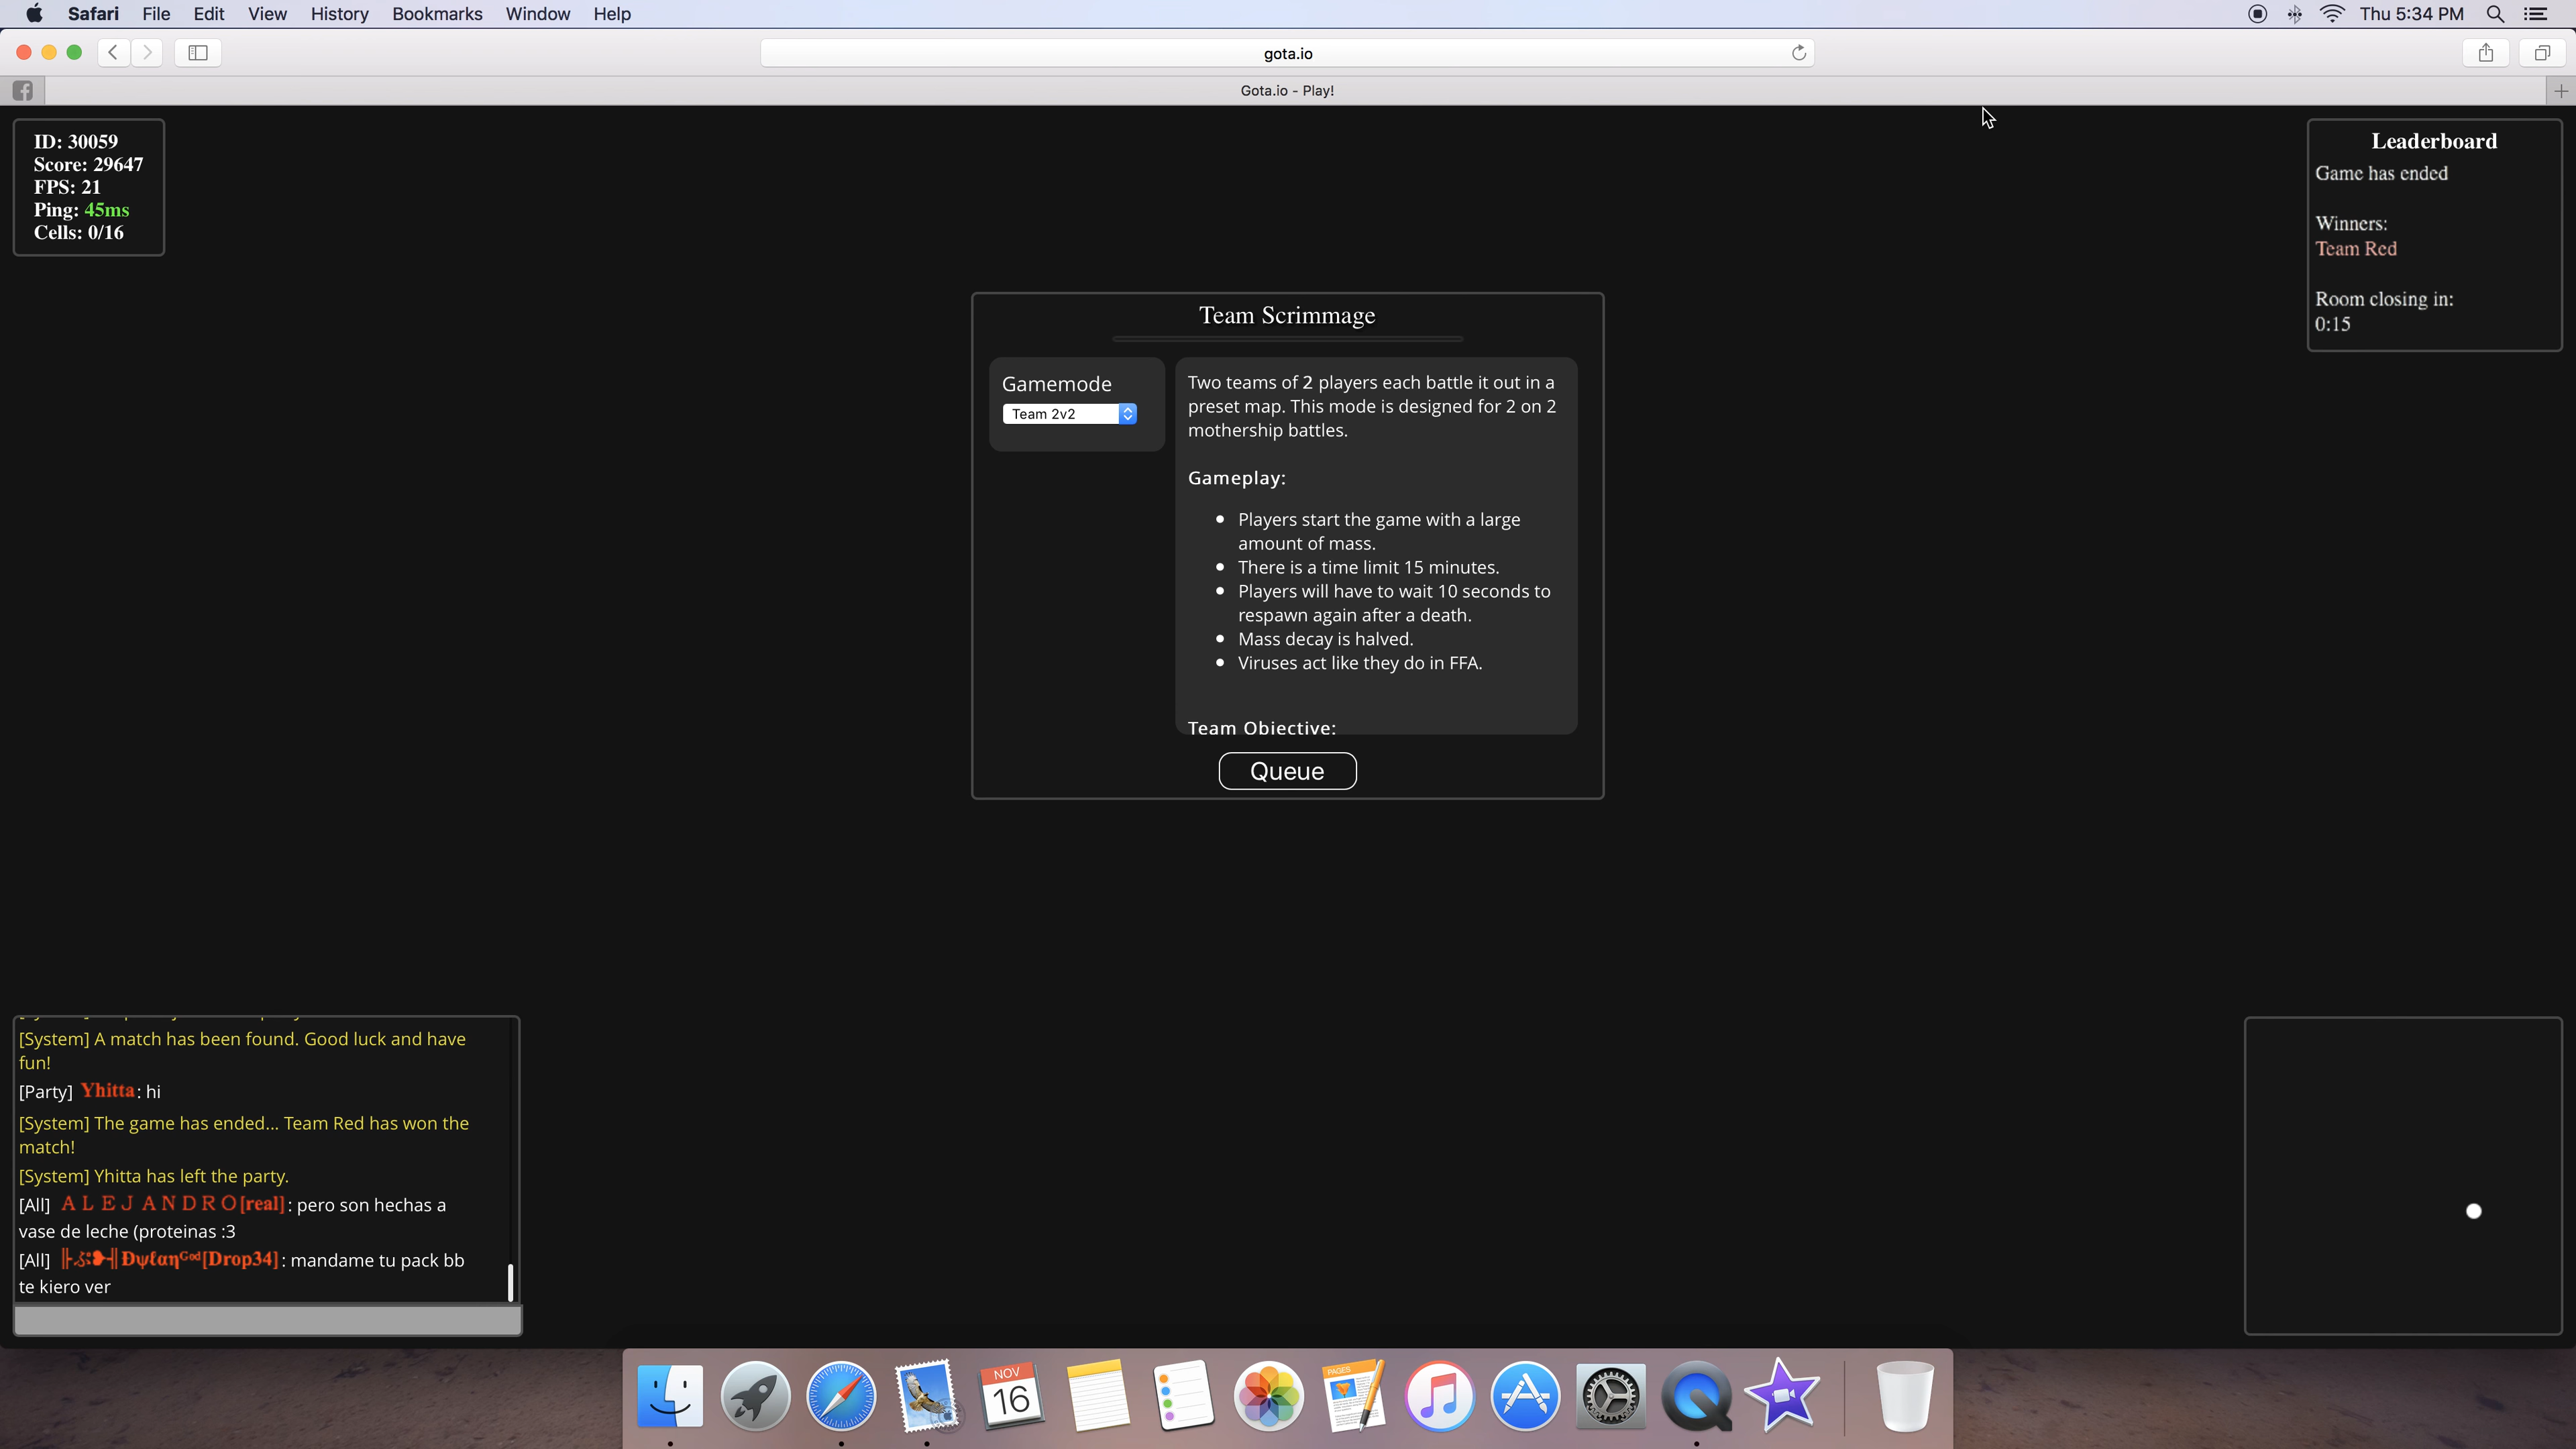 Safari File Edit View History Bookmarks Window Help Thu 5:34 PM
gota.io
Gota.io - Play!
ID: 30059
Score: 29647
FPS: 21
Ping: 45ms
Cells: 0/16
Leaderboard
Game has ended
Winners:
Team Red
Room closing in:
0:15
Team Scrimmage
Gamemode
Team 2v2
Two teams of 2 players each battle it out in a
preset map. This mode is designed for 2 on 2
mothership battles.
Gameplay:
Players start the game with a large
amount of mass.
There is a time limit 15 minutes.
Players will have to wait 10 seconds to
respawn again after a death.
Mass decay is halved.
Viruses act like they do in FFA.
Team Objective:
Queue
[System] A match has been found. Good luck and have
fun!
[Party] Yhitta: hi
[System] The game has ended... Team Red has won the
match!
[System] Yhitta has left the party.
[All] A L E J A N D R O[real]: pero son hechas a
vase de leche (proteinas :3
[All] Ðψℓαηᴳᵒᵈ[Drop34]: mandame tu pack bb
te kiero ver
NOV
16
PAGES